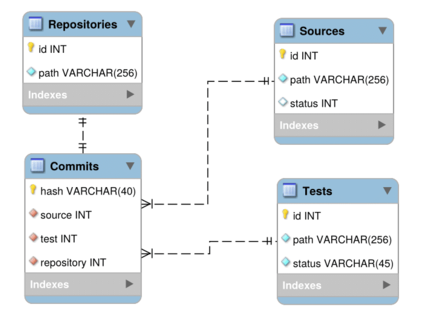 Repositories
id INT
path VARCHAR(256)
Indexes
Commits
hash VARCHAR(40)
source INT
test INT
repository INT
Indexes
Sources
id INT
path VARCHAR(256)
status INT
Indexes
Tests
id INT
path VARCHAR(256)
status VARCHAR(45)
Indexes